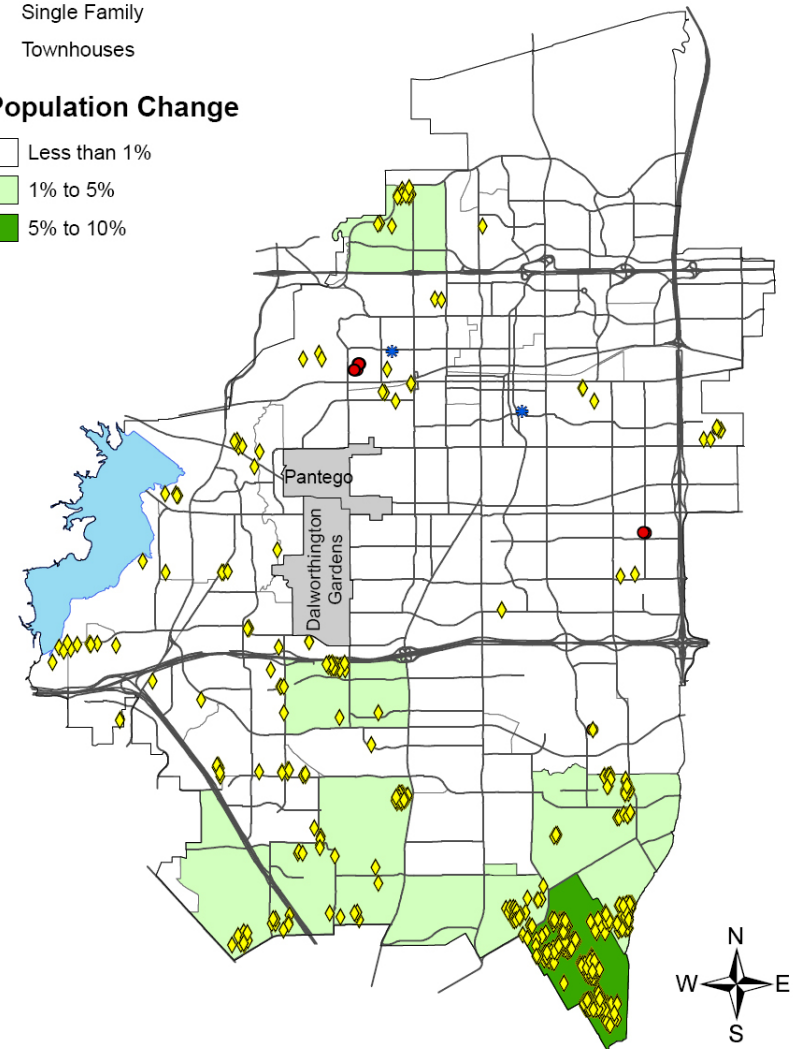 Single Family
Townhouses
Population Change
Less than 1%
1% to 5%
5% to 10%
Pantego
Dalworthington
Gardens
N
W
E
S